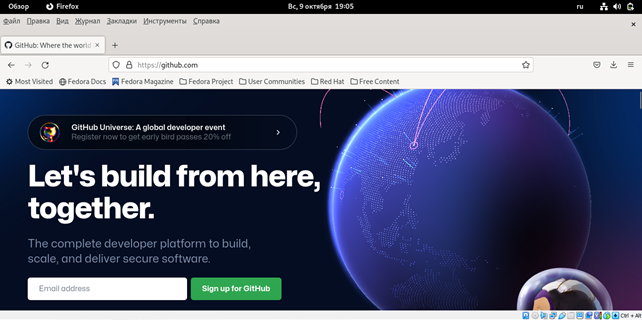 Обзор Firefox Вс, 9 октября 19:05 ru
Файл Правка Вид Журнал Закладки Инструменты Справка
GitHub: Where the world
https://github.com
Most Visited Fedora Docs Fedora Magazine Fedora Project User Communities Red Hat Free Content
GitHub Universe: A global developer event
Register now to get early bird passes 20% off
Let's build from here,
together.
The complete developer platform to build,
scale, and deliver secure software.
Email address Sign up for GitHub
Ctrl + Alt